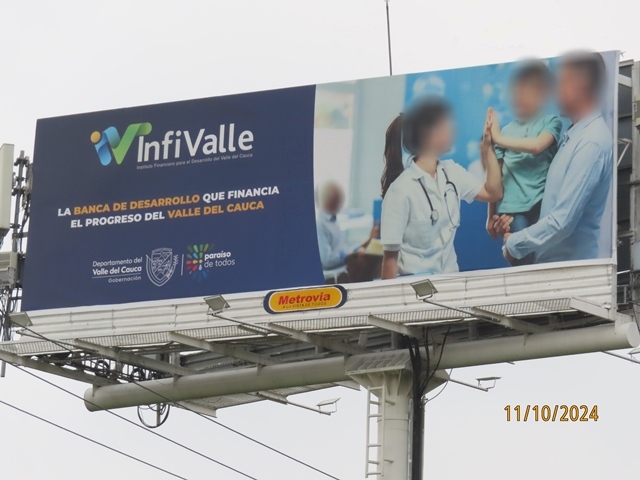 InfiValle
Instituto Financiero para el Desarrollo del Valle del Cauca
LA BANCA DE DESARROLLO QUE FINANCIA
EL PROGRESO DEL VALLE DEL CAUCA
Departamento del
Valle del Cauca
Gobernación
paraíso
de todos
Metrovia
11/10/2024